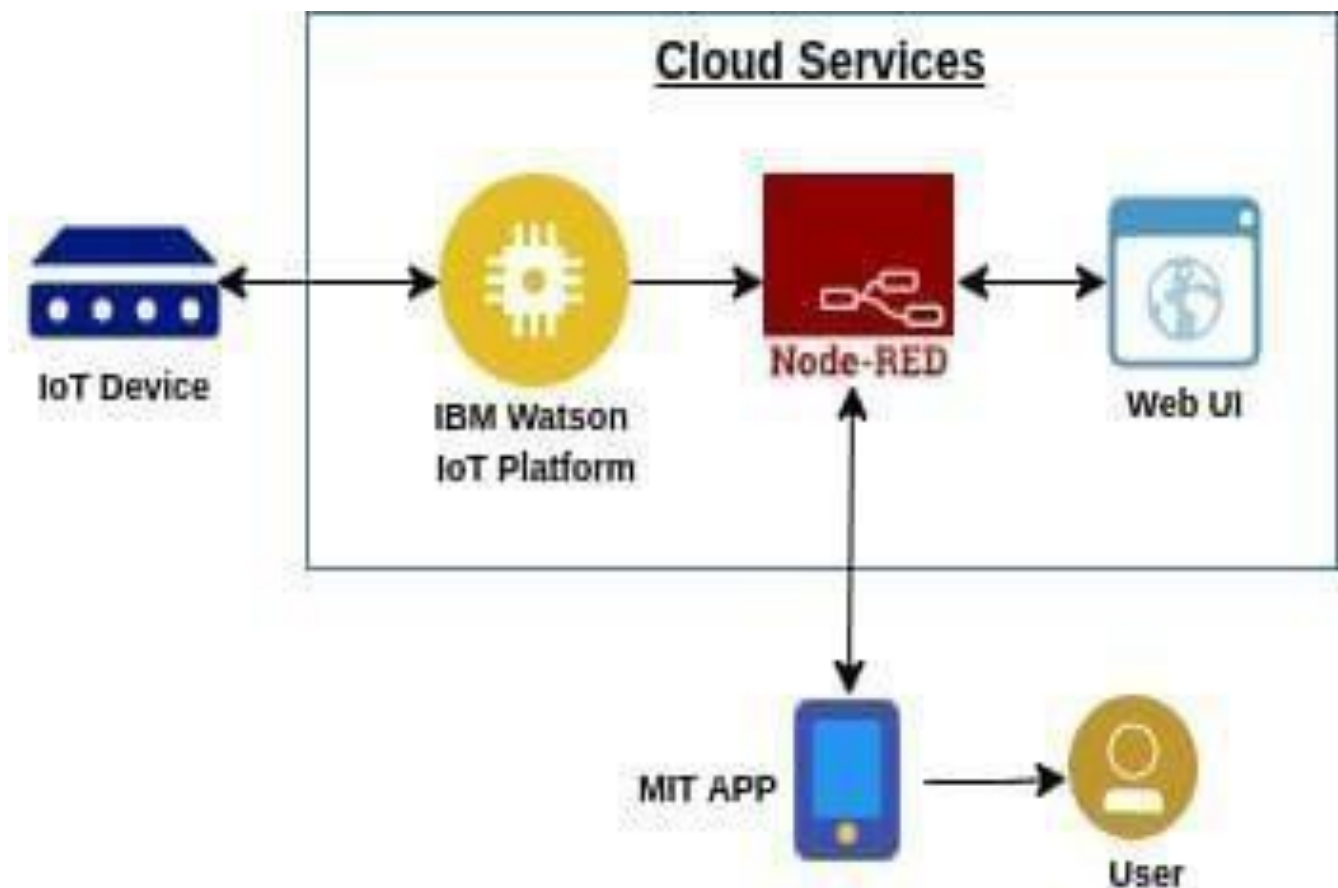 Cloud Services
IoT Device
IBM Watson
IoT Platform
Node-RED
Web UI
MIT APP
User